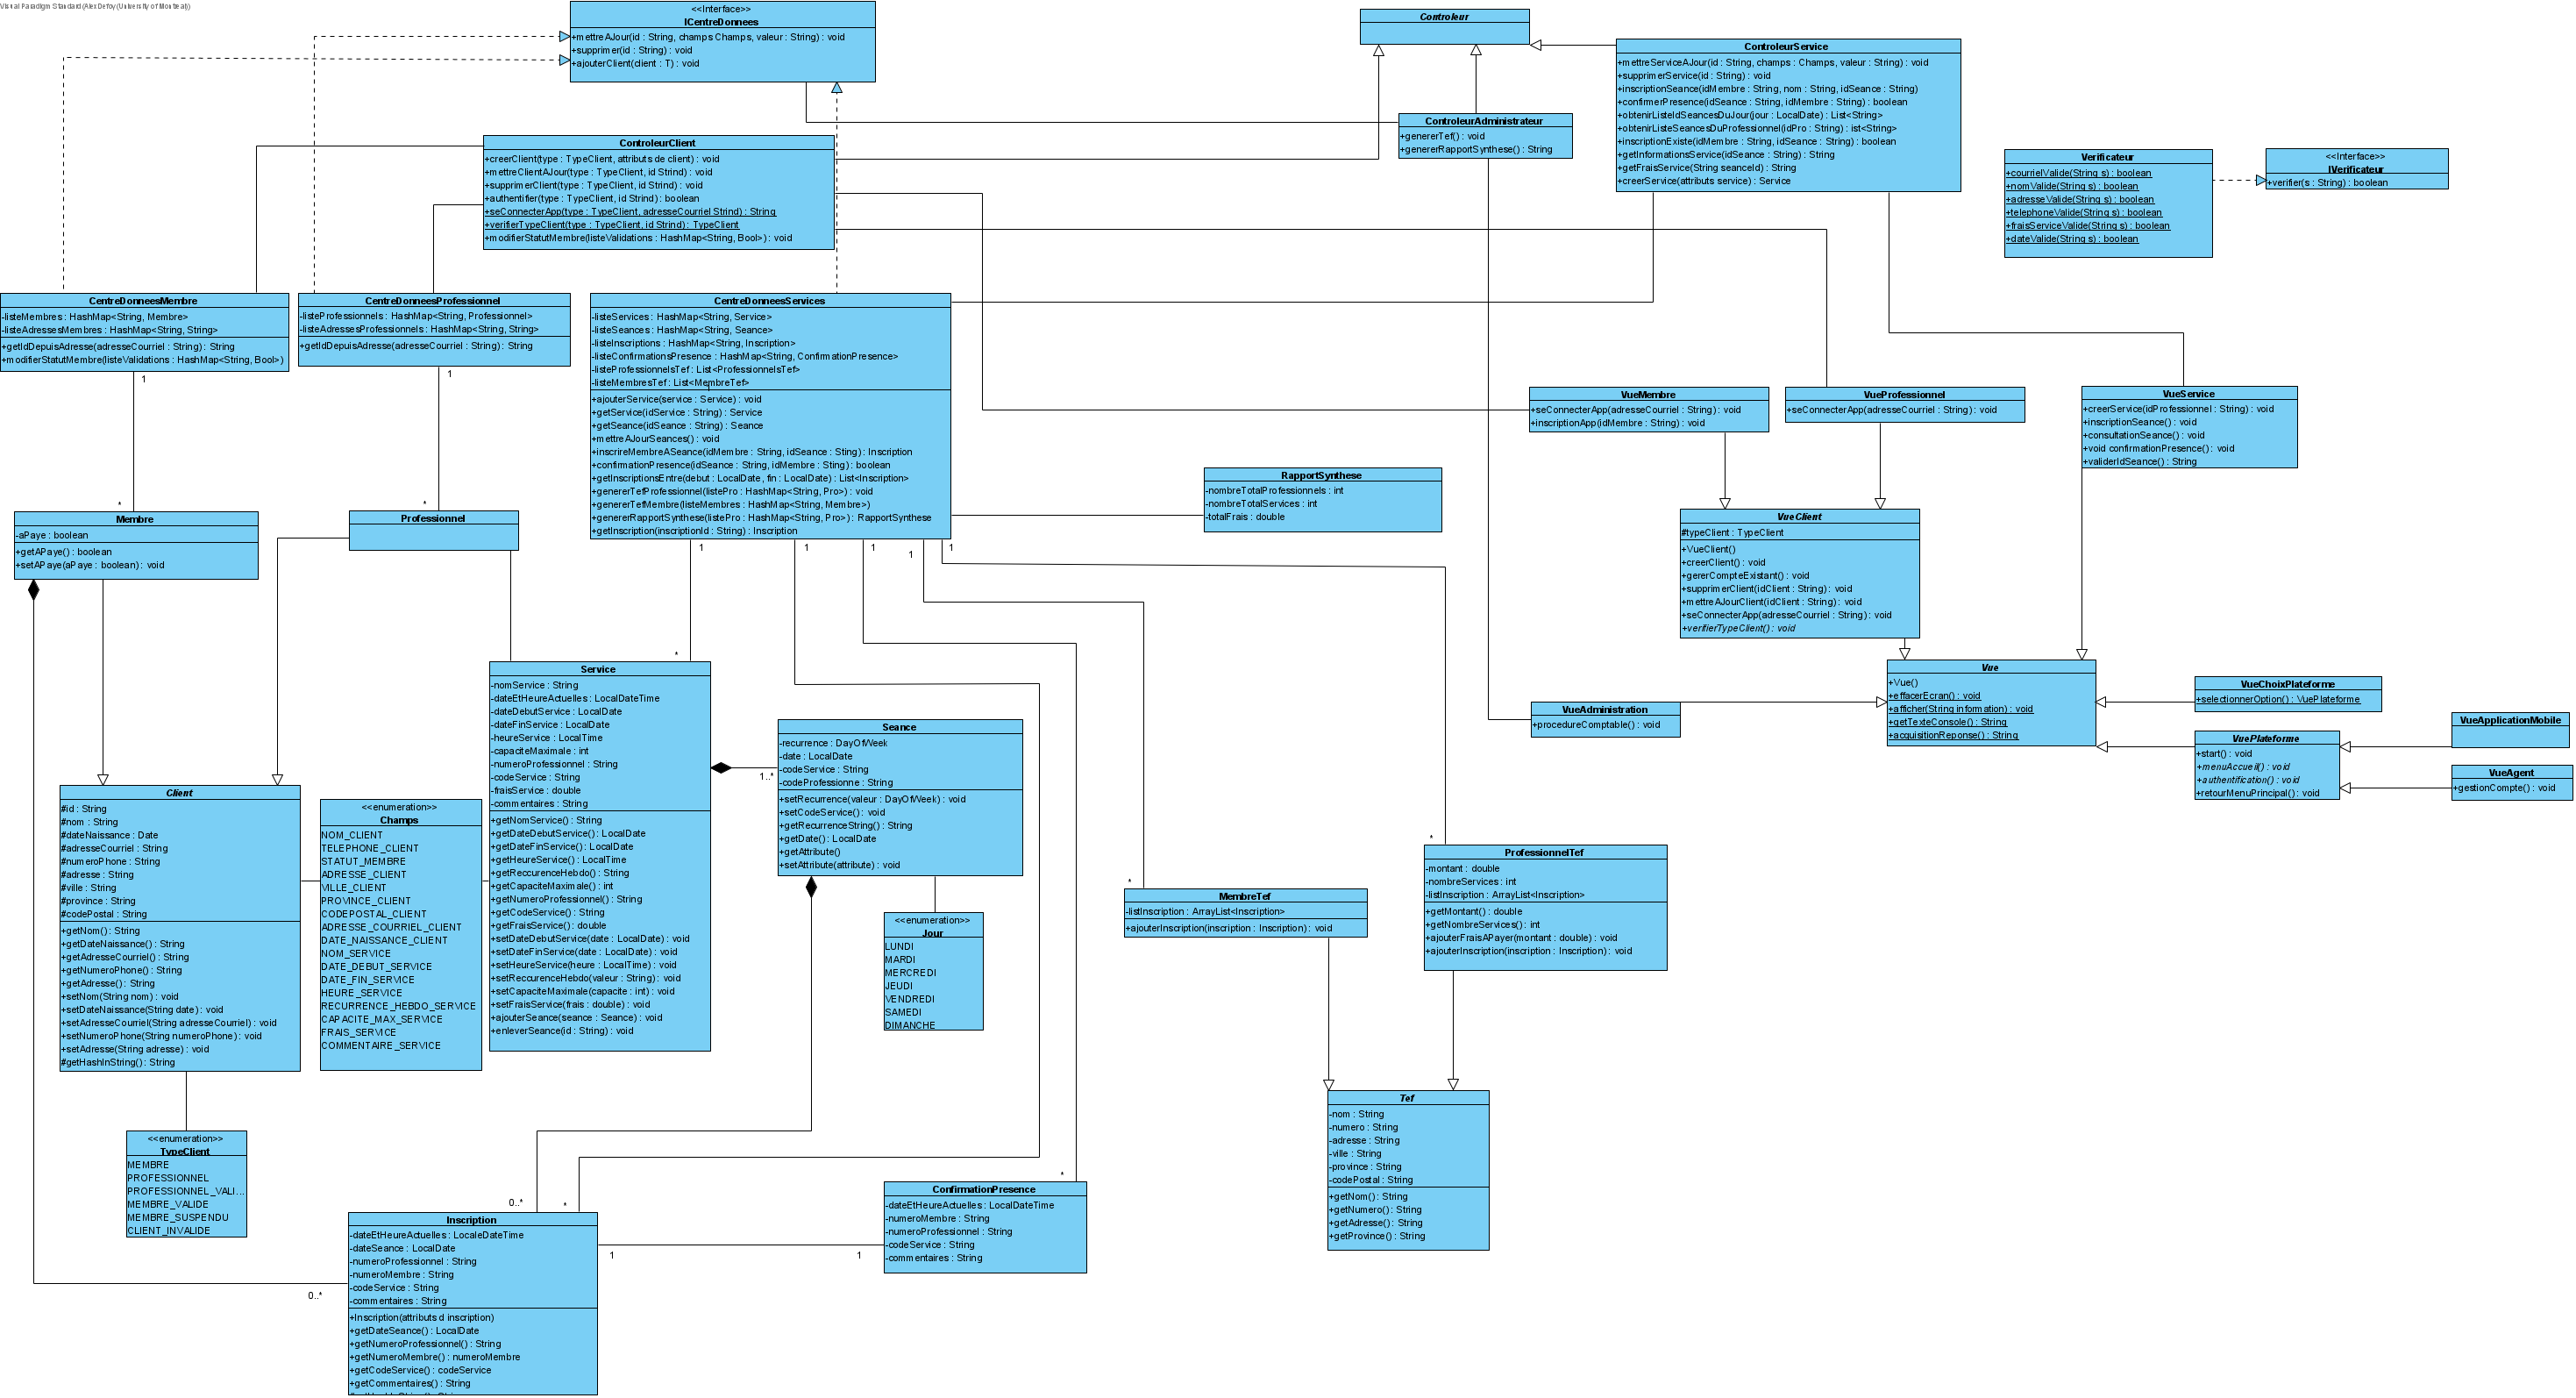 Visual Paradigm Standard (Alex Defoy (University of Montreal))
<<Interface>>
ICentreDonnees
+mettreAJour(id : String, champs Champs, valeur : String) : void
+supprimer(id : String) : void
+ajouterClient(client : T) : void
Controleur
ControleurService
+mettreServiceAJour(id : String, champs : Champs, valeur : String) : void
+supprimerService(id : String) : void
+inscriptionSeance(idMembre : String, nom : String, idSeance : String)
+confirmerPresence(idSeance : String, idMembre : String) : boolean
+obtenirListeIdSeancesDuJour(jour : LocalDate) : List<String>
+obtenirListeSeancesDuProfessionnel(idPro : String) : ist<String>
+inscriptionExiste(idMembre : String, idSeance : String) : boolean
+getInformationsService(idSeance : String) : String
+getFraisService(String seanceId) : String
+creerService(attributs service) : Service
ControleurAdministrateur
+genererTef() : void
+genererRapportSynthese() : String
ControleurClient
+creerClient(type : TypeClient, attributs de client) : void
+mettreClientAJour(type : TypeClient, id Strind) : void
+supprimerClient(type : TypeClient, id Strind) : void
+authentifier(type : TypeClient, id Strind) : boolean
+seConnecterApp(type : TypeClient, adresseCourriel Strind) : String
+verifierTypeClient(type : TypeClient, id Strind) : TypeClient
+modifierStatutMembre(listeValidations : HashMap<String, Bool>) : void
Verificateur
+courrielValide(String s) : boolean
+nomValide(String s) : boolean
+adresseValide(String s) : boolean
+telephoneValide(String s) : boolean
+fraisServiceValide(String s) : boolean
+dateValide(String s) : boolean
<<Interface>>
IVerificateur
+verifier(s : String) : boolean
CentreDonneesMembre
-listeMembres : HashMap<String, Membre>
-listeAdressesMembres : HashMap<String, String>
+getIdDepuisAdresse(adresseCourriel : String) : String
+modifierStatutMembre(listeValidations : HashMap<String, Bool>)
1
*
CentreDonneesProfessionnel
-listeProfessionnels : HashMap<String, Professionnel>
-listeAdressesProfessionnels : HashMap<String, String>
+getIdDepuisAdresse(adresseCourriel : String) : String
1
*
CentreDonneesServices
-listeServices : HashMap<String, Service>
-listeSeances : HashMap<String, Seance>
-listeInscriptions : HashMap<String, Inscription>
-listeConfirmationsPresence : HashMap<String, ConfirmationPresence>
-listeProfessionnelsTef : List<ProfessionnelsTef>
-listeMembresTef : List<MembreTef>
+ajouterService(service : Service) : void
+getService(idService : String) : Service
+getSeance(idSeance : String) : Seance
+mettreAJourSeances() : void
+inscrireMembreASeance(idMembre : String, idSeance : Sting) : Inscription
+confirmationPresence(idSeance : String, idMembre : Sting) : boolean
+getInscriptionsEntre(debut : LocalDate, fin : LocalDate) : List<Inscription>
+genererTefProfessionnel(listePro : HashMap<String, Pro>) : void
+genererTefMembre(listeMembres : HashMap<String, Membre>)
+genererRapportSynthese(listePro : HashMap<String, Pro>) : RapportSynthese
+getInscription(inscriptionId : String) : Incription
1
1
1
1
1
*
RapportSynthese
-nombreTotalProfessionnels : int
-nombreTotalServices : int
-totalFrais : double
VueMembre
+seConnecterApp(adresseCourriel : String) : void
+inscriptionApp(idMembre : String) : void
VueProfessionnel
+seConnecterApp(adresseCourriel : String) : void
VueService
+creerService(idProfessionnel : String) : void
+inscriptionSeance() : void
+consultationSeance() : void
+void confirmationPresence() : void
+validerIdSeance() : String
VueClient
#typeClient : TypeClient
+VueClient()
+creerClient() : void
+gererCompteExistant() : void
+supprimerClient(idClient : String) : void
+mettreAJourClient(idClient : String) : void
+seConnecterApp(adresseCourriel : String) : void
+verifierTypeClient() : void
Membre
-aPaye : boolean
+getAPaye() : boolean
+setAPaye(aPaye : boolean) : void
Professionnel
Vue
+Vue()
+effacerEcran() : void
+afficher(String information) : void
+getTexteConsole() : String
+acquisitionReponse() : String
VueAdministration
+procedureComptable() : void
VueChoixPlateforme
+selectionnerOption() : VuePlateforme
VuePlateforme
+start() : void
+menuAccueil() : void
+authentification() : void
+retourMenuPrincipal() : void
VueApplicationMobile
VueAgent
+gestionCompte() : void
Service
-nomService : String
-dateEtHeureActuelles : LocalDateTime
-dateDebutService : LocalDate
-dateFinService : LocalDate
-heureService : LocalTime
-capaciteMaximale : int
-numeroProfessionnel : String
-codeService : String
-fraisService : double
-commentaires : String
+getNomService() : String
+getDateDebutService() : LocalDate
+getDateFinService() : LocalDate
+getHeureService() : LocalTime
+getReccurenceHebdo() : String
+getCapaciteMaximale() : int
+getNumeroProfessionnel() : String
+getCodeService() : String
+getFraisService() : double
+setDateDebutService(date : LocalDate) : void
+setDateFinService(date : LocalDate) : void
+setHeureService(heure : LocalTime) : void
+setReccurenceHebdo(valeur : String) : void
+setCapaciteMaximale(capacite : int) : void
+setFraisService(frais : double) : void
+ajouterSeance(seance : Seance) : void
+enleverSeance(id : String) : void
1..*
Seance
-recurrence : DayOfWeek
-date : LocalDate
-codeService : String
-codeProfessionne : String
+setRecurrence(valeur : DayOfWeek) : void
+setCodeService() : void
+getRecurrenceString() : String
+getDate() : LocalDate
+getAttribute()
+setAttribute(attribute) : void
Client
#id : String
#nom : String
#dateNaissance : Date
#adresseCourriel : String
#numeroPhone : String
#adresse : String
#ville : String
#province : String
#codePostal : String
+getNom() : String
+getDateNaissance() : String
+getAdresseCourriel() : String
+getNumeroPhone() : String
+getAdresse() : String
+setNom(String nom) : void
+setDateNaissance(String date) : void
+setAdresseCourriel(String adresseCourriel) : void
+setNumeroPhone(String numeroPhone) : void
+setAdresse(String adresse) : void
#getHashInString() : String
<<enumeration>>
Champs
NOM_CLIENT
TELEPHONE_CLIENT
STATUT_MEMBRE
ADRESSE_CLIENT
VILLE_CLIENT
PROVINCE_CLIENT
CODEPOSTAL_CLIENT
ADRESSE_COURRIEL_CLIENT
DATE_NAISSANCE_CLIENT
NOM_SERVICE
DATE_DEBUT_SERVICE
DATE_FIN_SERVICE
HEURE_SERVICE
RECURRENCE_HEBDO_SERVICE
CAPACITE_MAX_SERVICE
FRAIS_SERVICE
COMMENTAIRE_SERVICE
<<enumeration>>
Jour
LUNDI
MARDI
MERCREDI
JEUDI
VENDREDI
SAMEDI
DIMANCHE
*
MembreTef
-listInscription : ArrayList<Inscription>
+ajouterInscription(inscription : Inscription) : void
*
ProfessionnelTef
-montant : double
-nombreServices : int
-listInscription : ArrayList<Inscription>
+getMontant() : double
+getNombreServices() : int
+ajouterFraisAPayer(montant : double) : void
+ajouterInscription(inscription : Inscription) : void
Tef
-nom : String
-numero : String
-adresse : String
-ville : String
-province : String
-codePostal : String
+getNom() : String
+getNumero() : String
+getAdresse() : String
+getProvince() : String
<<enumeration>>
TypeClient
MEMBRE
PROFESSIONNEL
PROFESSIONNEL_VALI...
MEMBRE_VALIDE
MEMBRE_SUSPENDU
CLIENT_INVALIDE
0..*
*
0..*
Inscription
-dateEtHeureActuelles : LocaleDateTime
-dateSeance : LocalDate
-numeroProfessionnel : String
-numeroMembre : String
-codeService : String
-commentaires : String
+Inscription(attributs d inscription)
+getDateSeance() : LocalDate
+getNumeroProfessionnel() : String
+getNumeroMembre() : numeroMembre
+getCodeService() : codeService
+getCommentaires() : String
1
1
*
ConfirmationPresence
-dateEtHeureActuelles : LocalDateTime
-numeroMembre : String
-numeroProfessionnel : String
-codeService : String
-commentaires : String